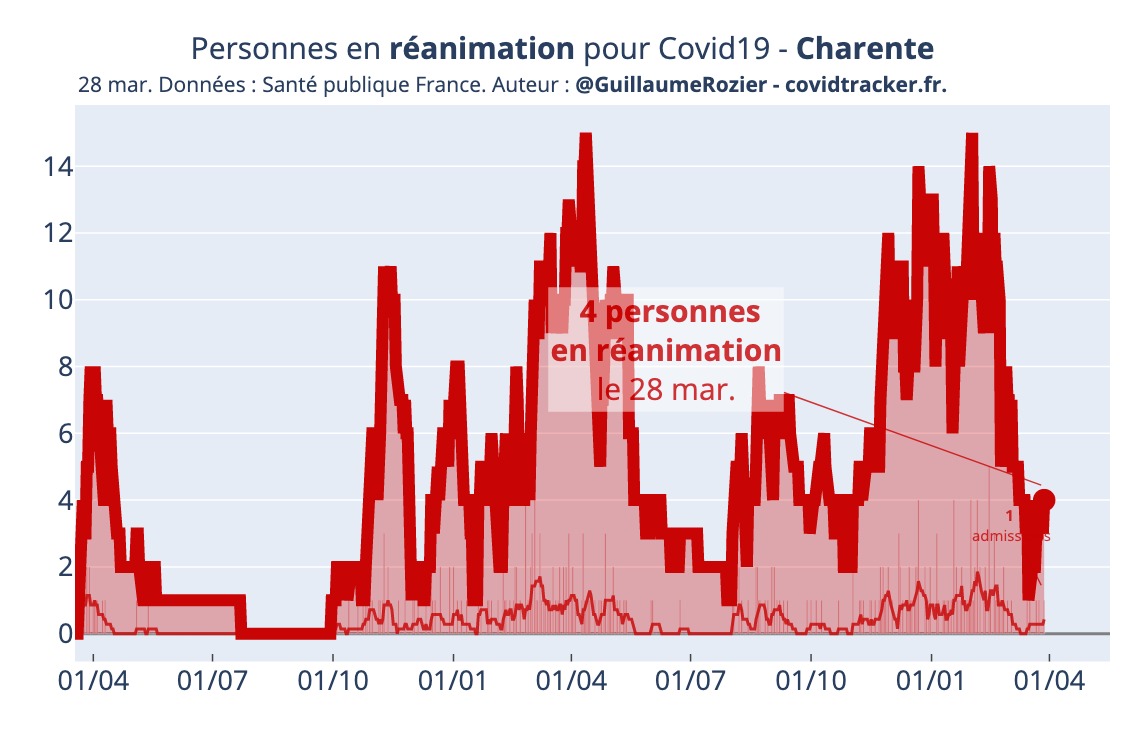 Personnes en réanimation pour Covid19 - Charente
28 mar. Données : Santé publique France. Auteur : @GuillaumeRozier - covidtracker.fr.
14
12
10
8
6
4
2
0
4 personnes
en réanimation
le 28 mar.
1
admissions
01/04 01/07 01/10 01/01 01/04 01/07 01/10 01/01 01/04